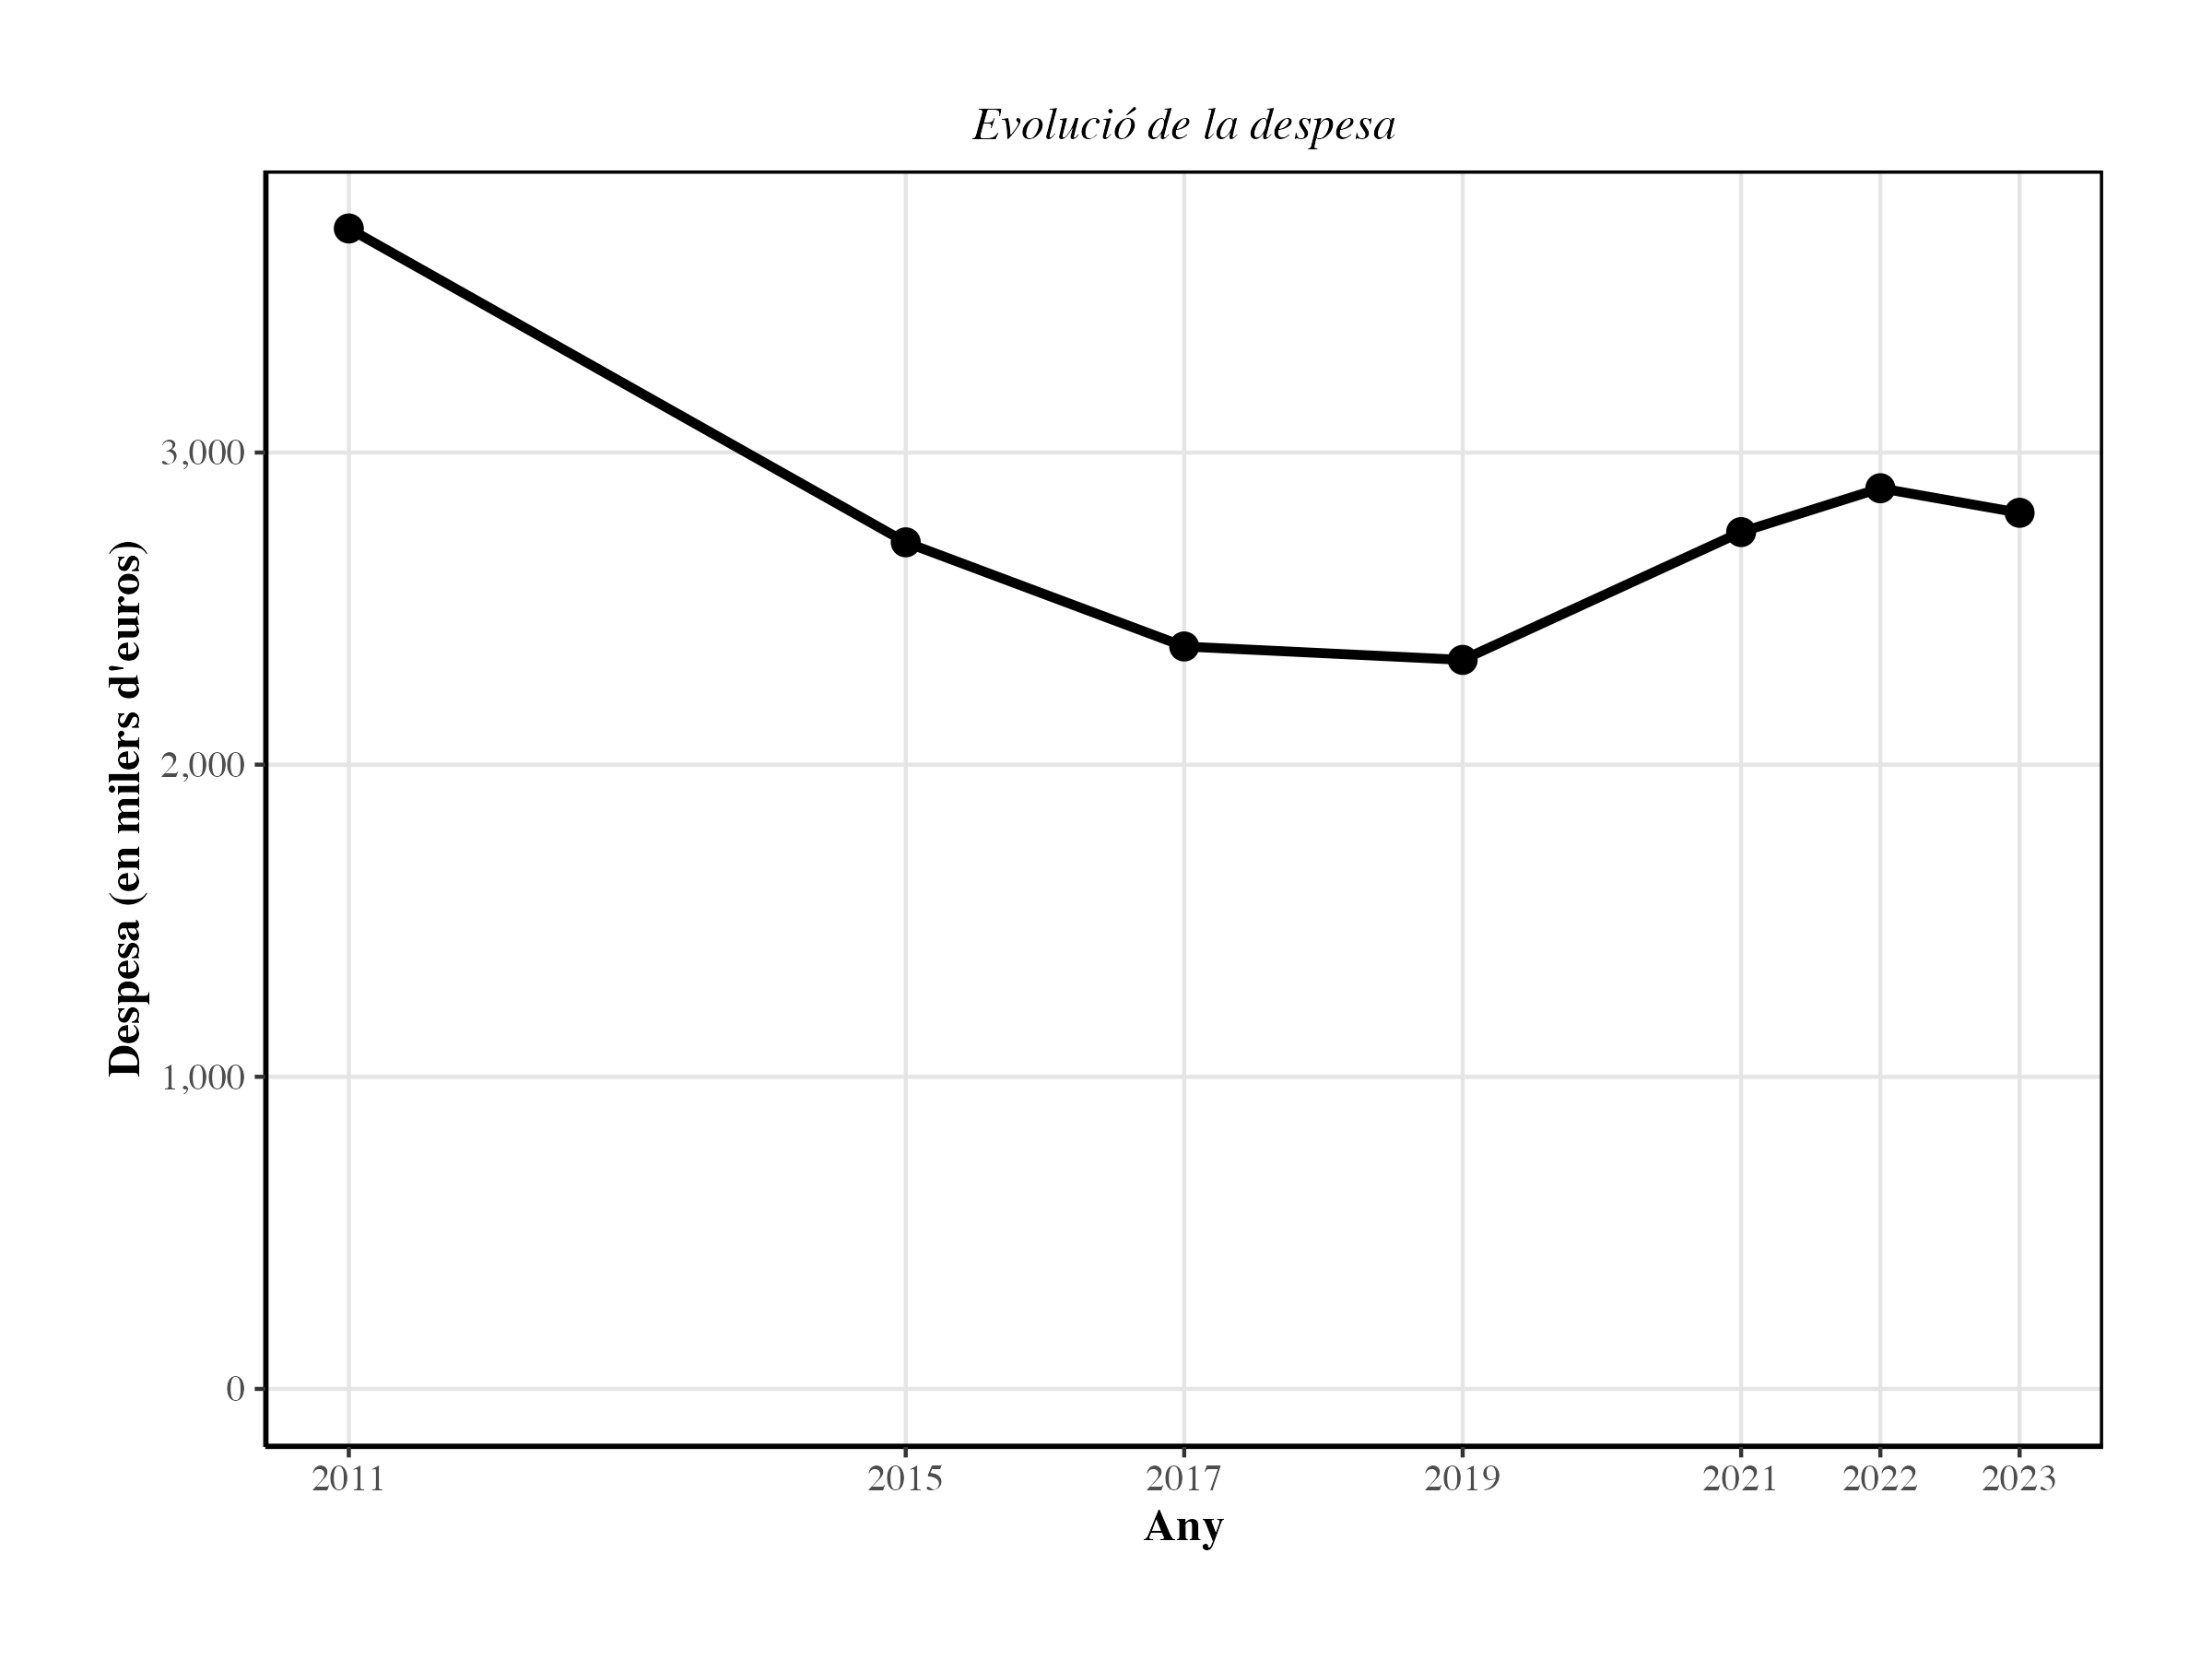 Evolució de la despesa
Despesa (en milers d'euros)
3,000
2,000
1,000
0
2011 2015 2017 2019 2021 2022 2023
Any